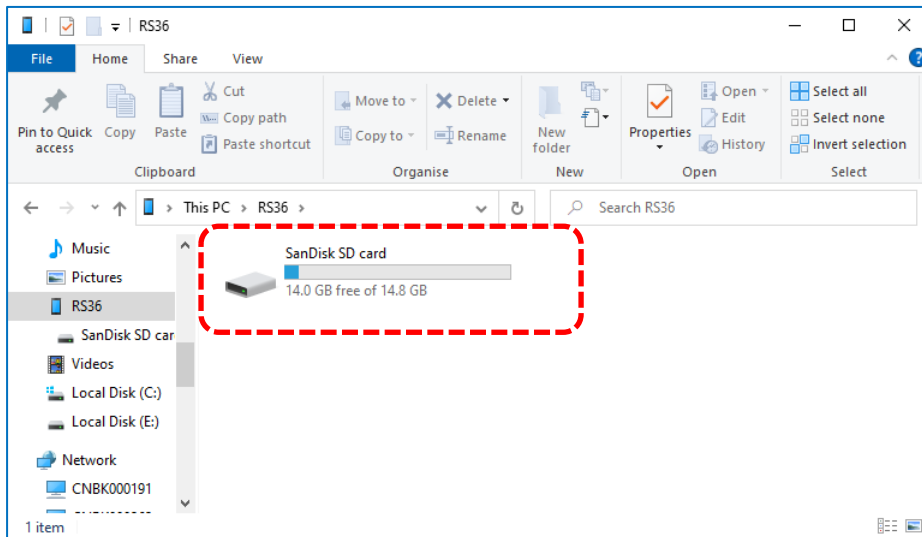 RS36
File Home Share View
Pin to Quick access
Copy
Paste
Cut
Copy path
Paste shortcut
Clipboard
Move to
Copy to
Delete
Rename
Organise
New folder
New
Properties
Open
Edit
History
Open
Select all
Select none
Invert selection
Select
This PC > RS36 >
Search RS36
Music
Pictures
RS36
SanDisk SD car
Videos
Local Disk (C:)
Local Disk (E:)
Network
CNBK000191
SanDisk SD card
14.0 GB free of 14.8 GB
1 item